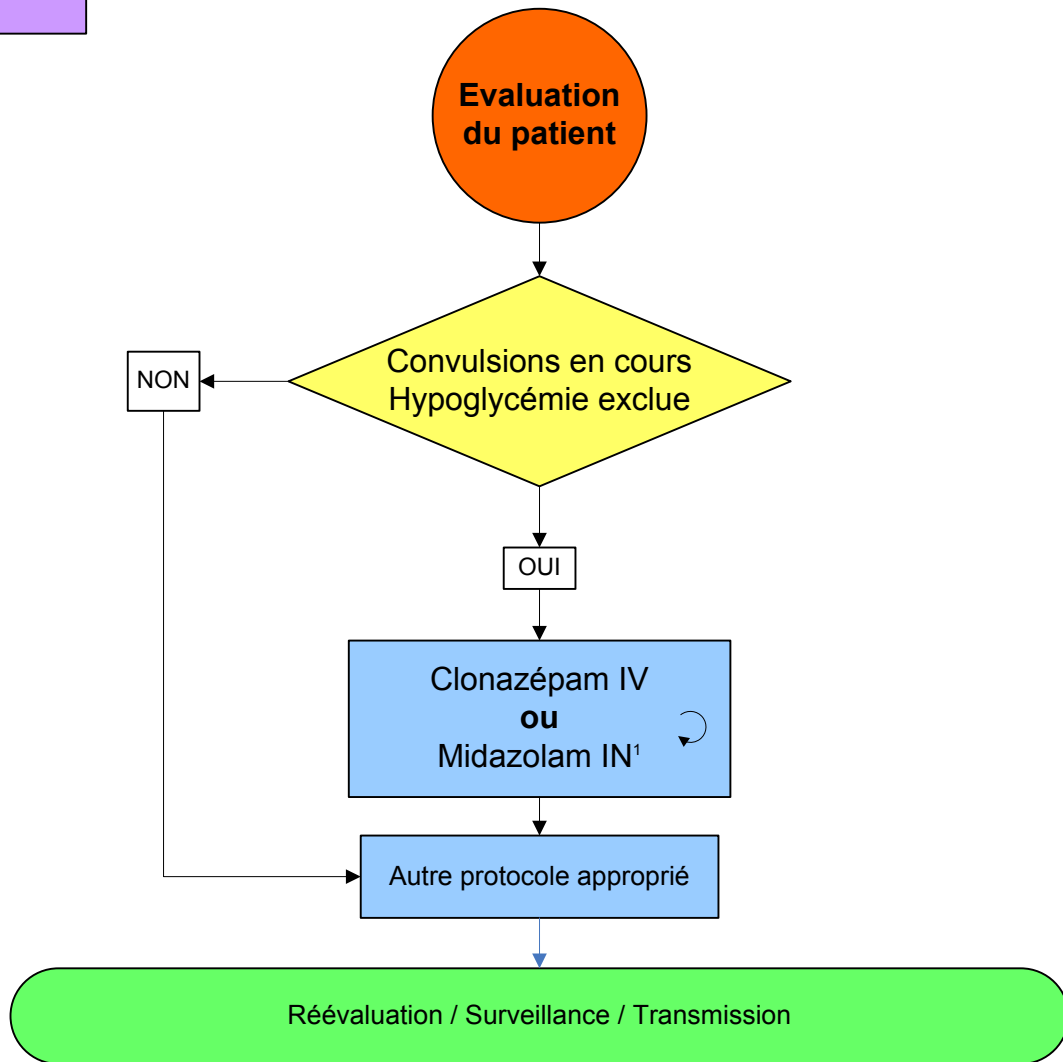 Evaluation
du patient
Convulsions en cours
Hypoglycémie exclue
NON
OUI
Clonazépam IV
ou
Midazolam IN¹
Autre protocole approprié
Réévaluation / Surveillance / Transmission